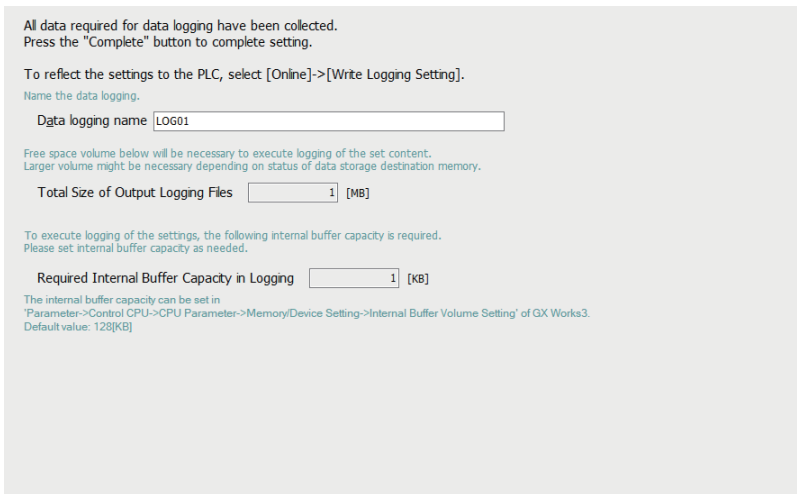 All data required for data logging have been collected.
Press the "Complete" button to complete setting.
To reflect the settings to the PLC, select [Online]->[Write Logging Setting].
Name the data logging.
Data logging name LOG01
Free space volume below will be necessary to execute logging of the set content.
Larger volume might be necessary depending on status of data storage destination memory.
Total Size of Output Logging Files 1 [MB]
To execute logging of the settings, the following internal buffer capacity is required.
Please set internal buffer capacity as needed.
Required Internal Buffer Capacity in Logging 1 [KB]
The internal buffer capacity can be set in
'Parameter->Control CPU->CPU Parameter->Memory/Device Setting->Internal Buffer Volume Setting' of GX Works3.
Default value: 128[KB]